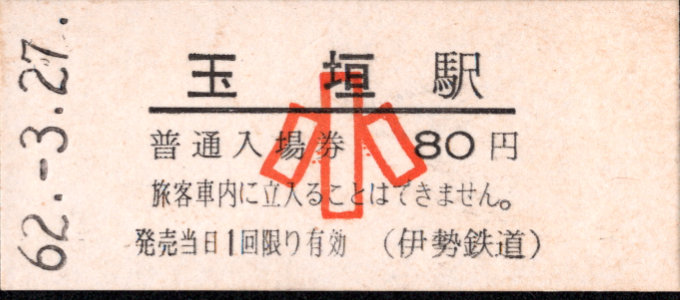 62.-3.27.
玉垣駅
普通入場券 80円
小
旅客車内に立入ることはできません。
発売当日1回限り有効 (伊勢鉄道)